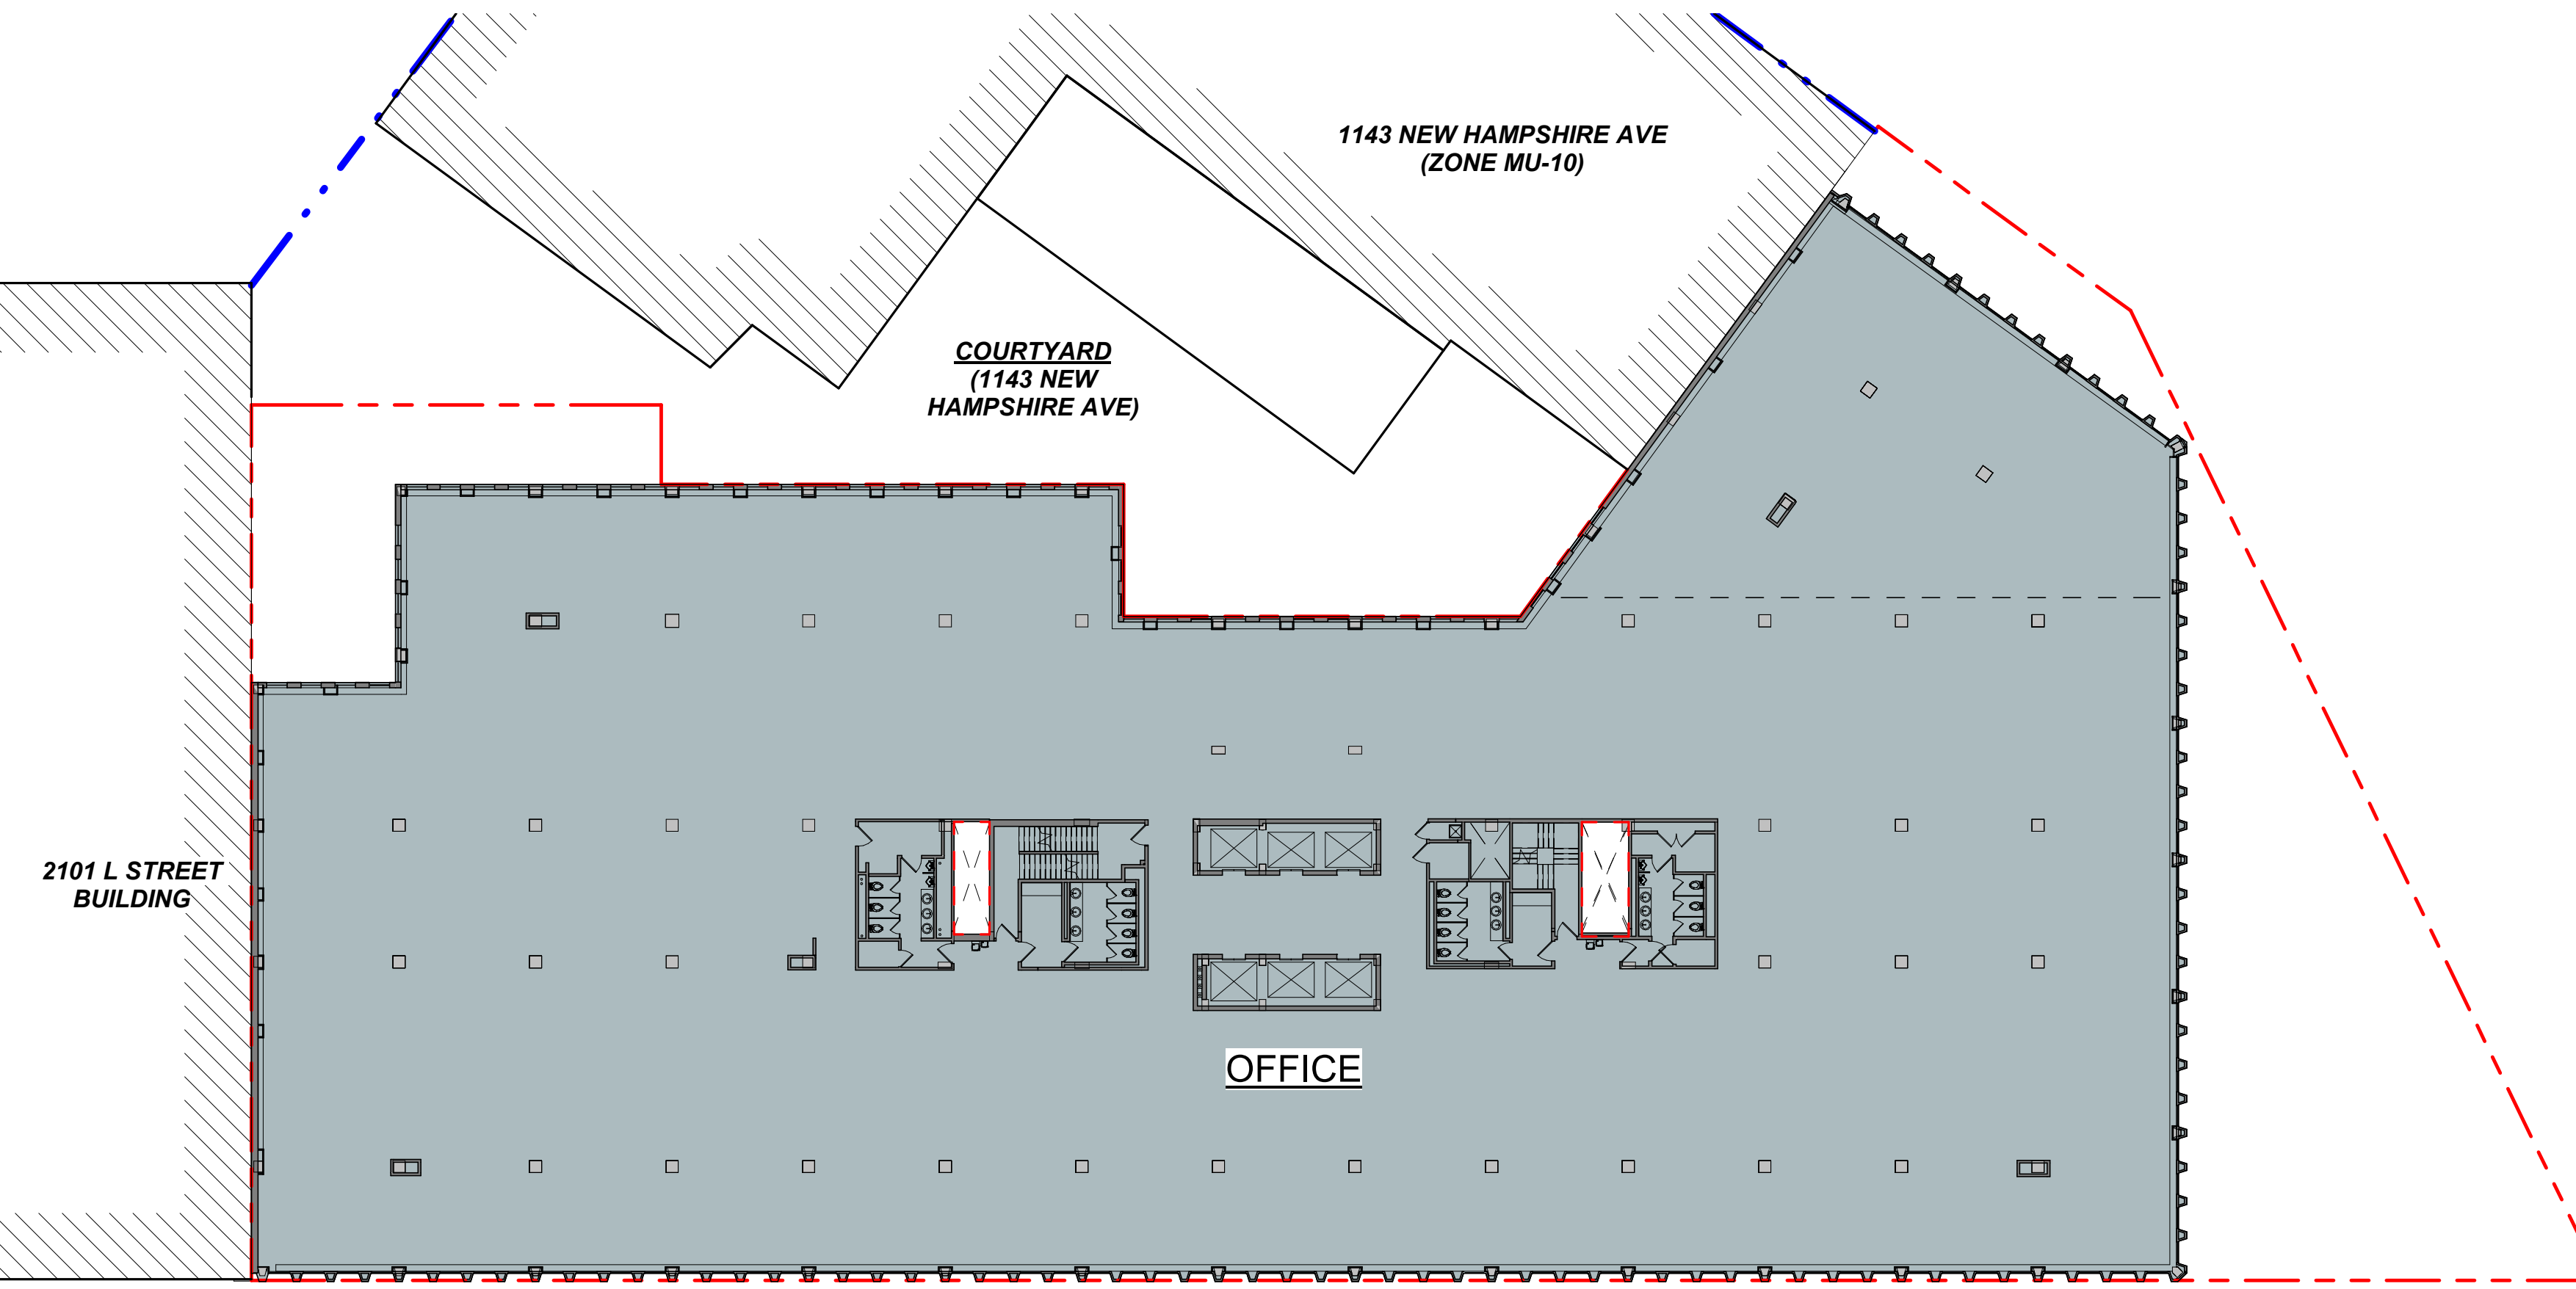 1143 NEW HAMPSHIRE AVE
(ZONE MU-10)
COURTYARD
(1143 NEW
HAMPSHIRE AVE)
2101 L STREET
BUILDING
OFFICE